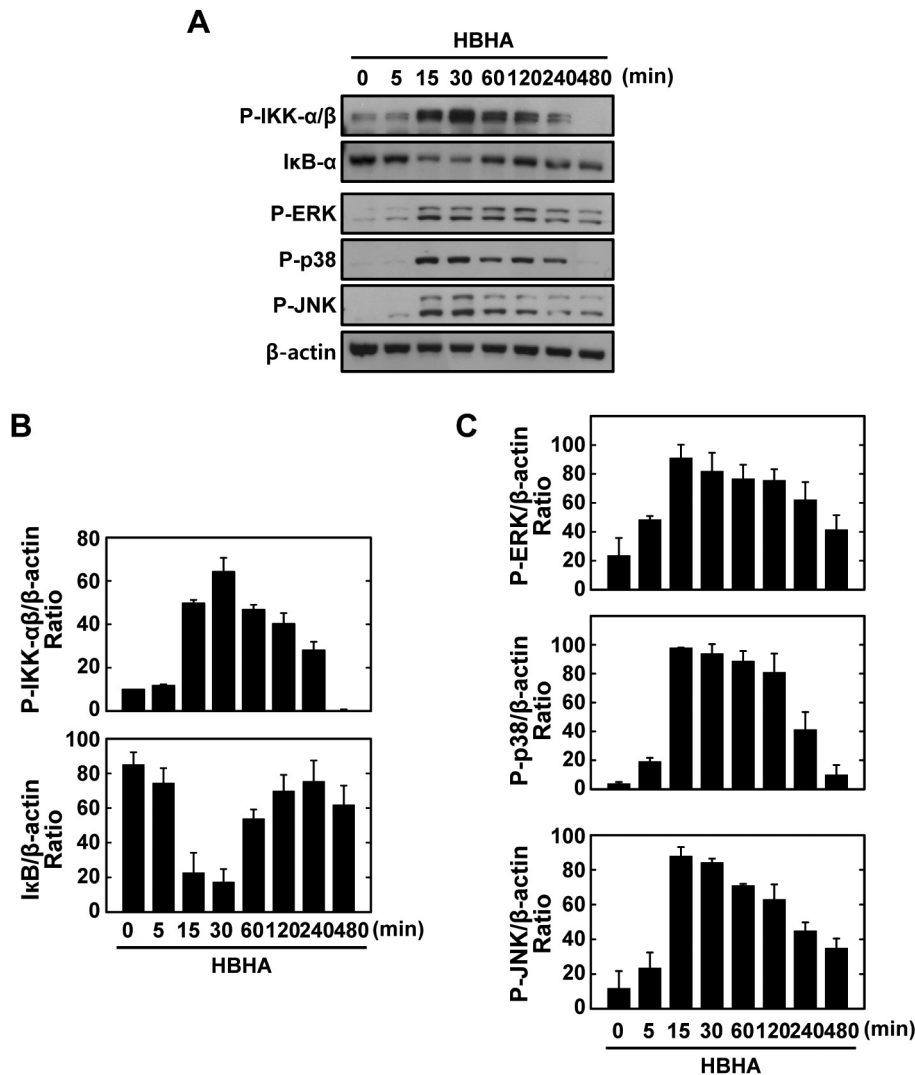 A
HBHA
0 5 15 30 60 120 240 480 (min)
P-IKK-α/β
IκB-α
P-ERK
P-p38
P-JNK
β-actin
B
P-IKK-αβ/β-actin
Ratio
80
60
40
20
0
IκB/β-actin
Ratio
100
80
60
40
20
0
0 5 15 30 60 120 240 480 (min)
HBHA
C
P-ERK/β-actin
Ratio
100
80
60
40
20
0
P-p38/β-actin
Ratio
100
80
60
40
20
0
P-JNK/β-actin
Ratio
100
80
60
40
20
0
0 5 15 30 60 120 240 480 (min)
HBHA